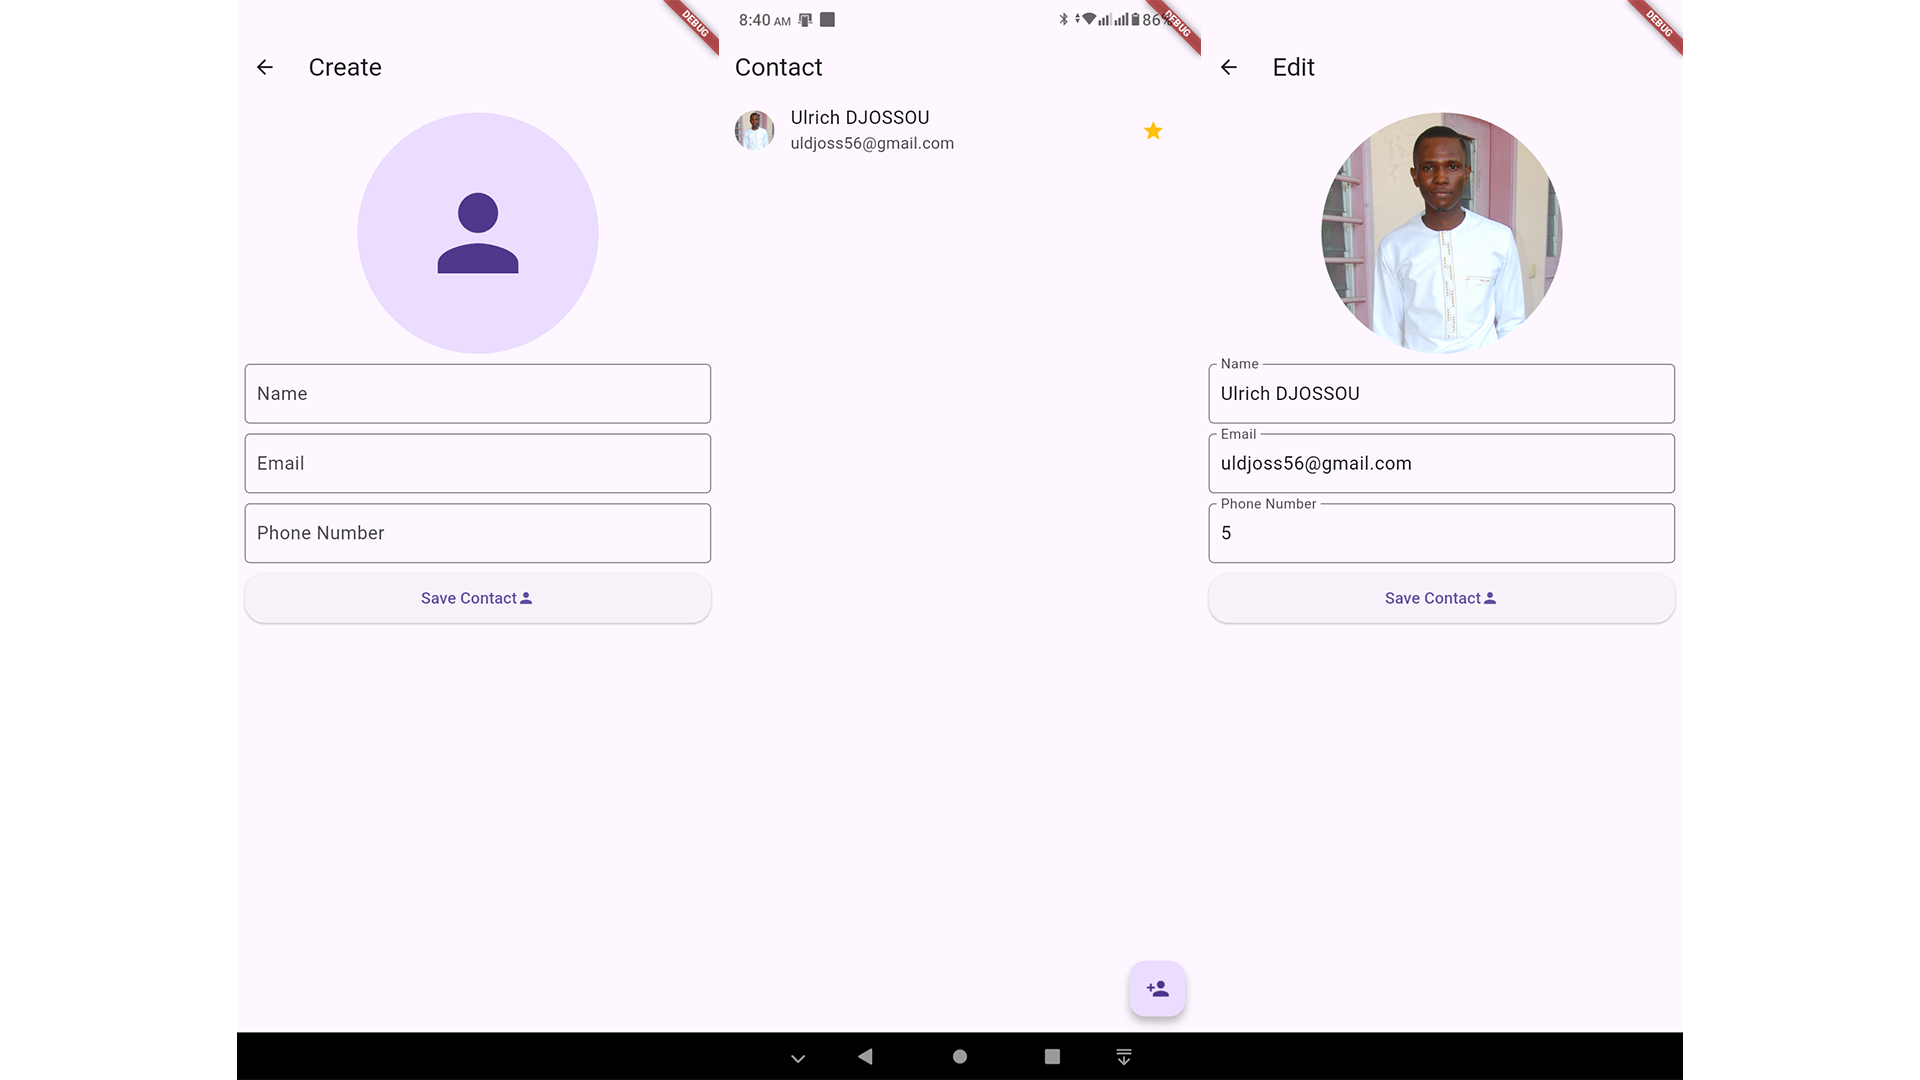 DEBUG
Create
Name
Email
Phone Number
Save Contact
8:40 AM
86%
DEBUG
Contact
Ulrich DJOSSOU
uldjoss56@gmail.com
DEBUG
Edit
Name
Ulrich DJOSSOU
Email
uldjoss56@gmail.com
Phone Number
5
Save Contact